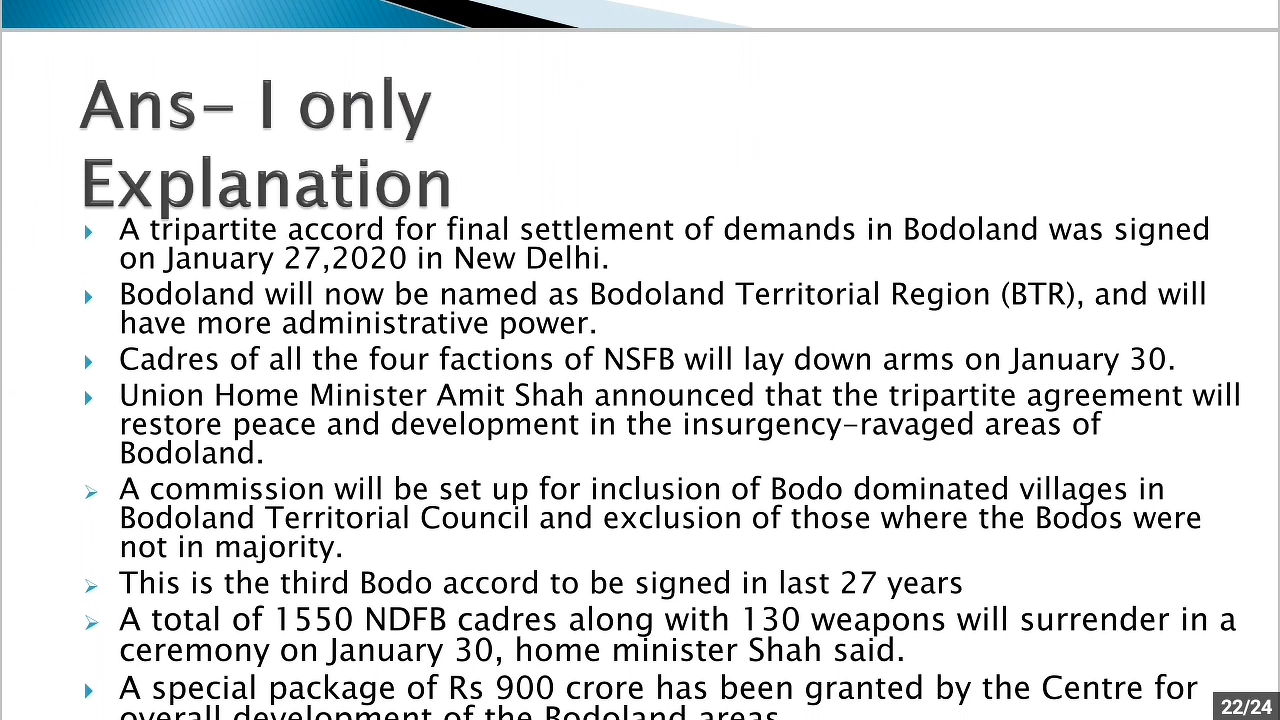 Ans- I only
Explanation
A tripartite accord for final settlement of demands in Bodoland was signed
on January 27,2020 in New Delhi.
Bodoland will now be named as Bodoland Territorial Region (BTR), and will
have more administrative power.
Cadres of all the four factions of NSFB will lay down arms on January 30.
Union Home Minister Amit Shah announced that the tripartite agreement will
restore peace and development in the insurgency-ravaged areas of
Bodoland.
A commission will be set up for inclusion of Bodo dominated villages in
Bodoland Territorial Council and exclusion of those where the Bodos were
not in majority.
This is the third Bodo accord to be signed in last 27 years
A total of 1550 NDFB cadres along with 130 weapons will surrender in a
ceremony on January 30, home minister Shah said.
A special package of Rs 900 crore has been granted by the Centre for
overall development of the Bodoland areas
22/24